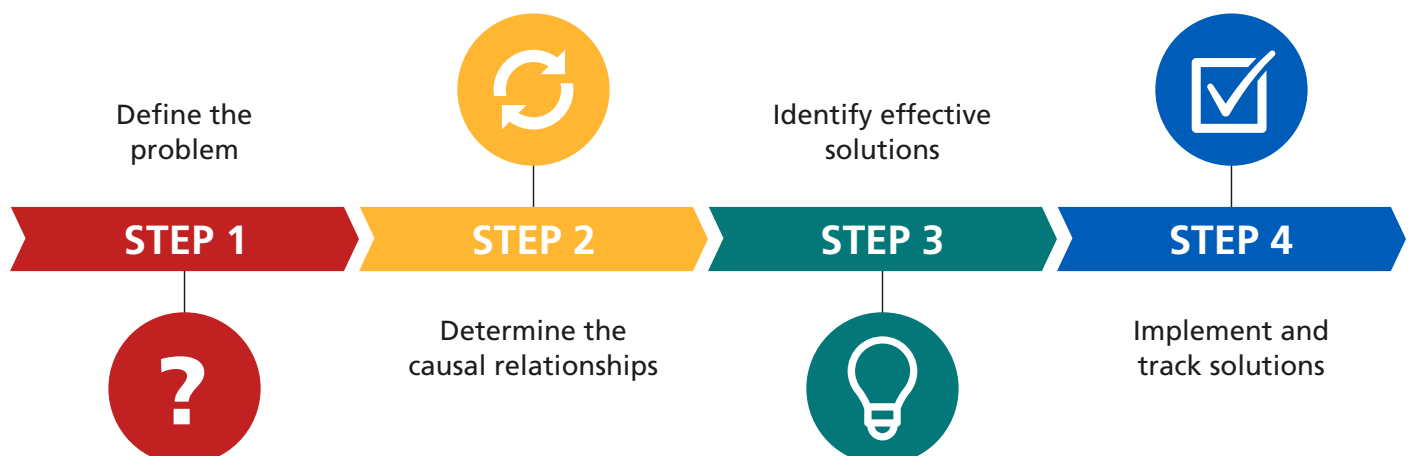 Define the
problem
STEP 1
?
STEP 2
Determine the
causal relationships
Identify effective
solutions
STEP 3
STEP 4
Implement and
track solutions